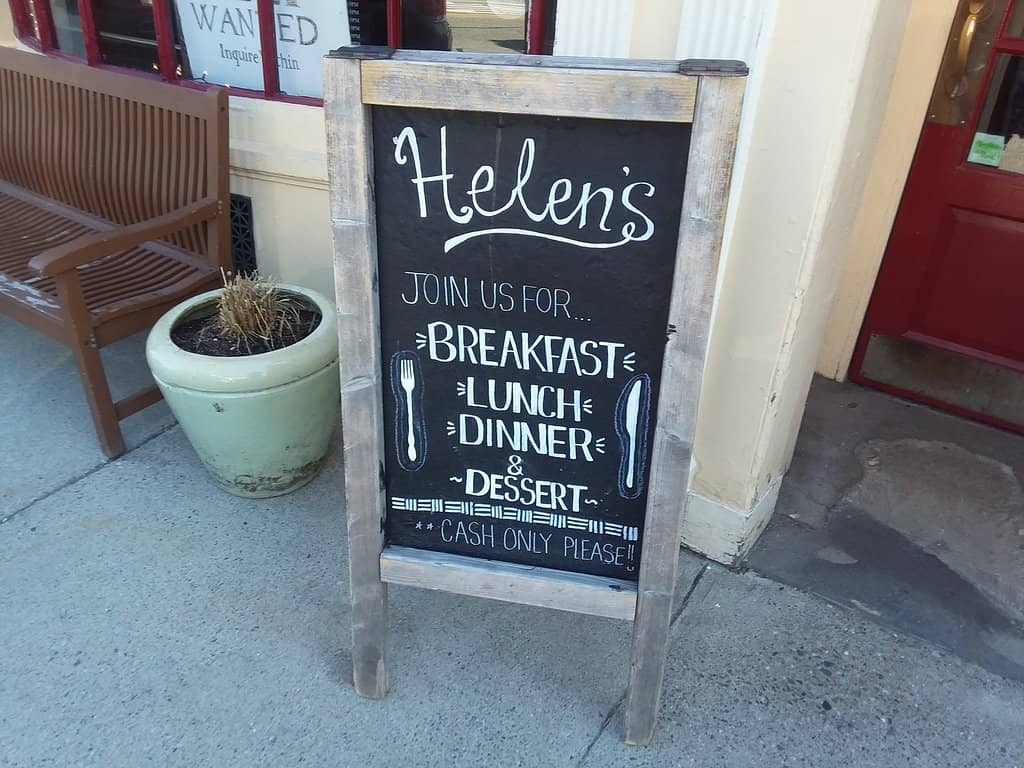 WANTED
Inquire
Helen's
JOIN US FOR...
BREAKFAST
LUNCH
DINNER
&
~DESSERT~
** CASH ONLY PLEASE!!